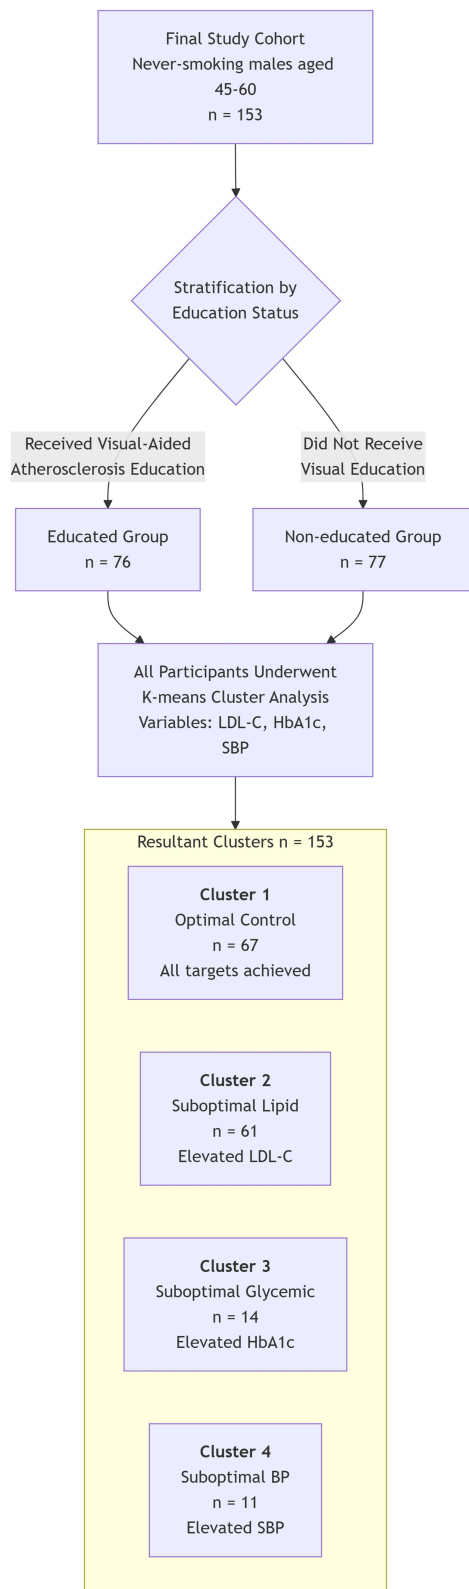 Final Study Cohort
Never-smoking males aged
45-60
n = 153
Stratification by
Education Status
Received Visual-Aided
Atherosclerosis Education
Did Not Receive
Visual Education
Educated Group
n = 76
Non-educated Group
n = 77
All Participants Underwent
K-means Cluster Analysis
Variables: LDL-C, HbA1c,
SBP
Resultant Clusters n = 153
Cluster 1
Optimal Control
n = 67
All targets achieved
Cluster 2
Suboptimal Lipid
n = 61
Elevated LDL-C
Cluster 3
Suboptimal Glycemic
n = 14
Elevated HbA1c
Cluster 4
Suboptimal BP
n = 11
Elevated SBP